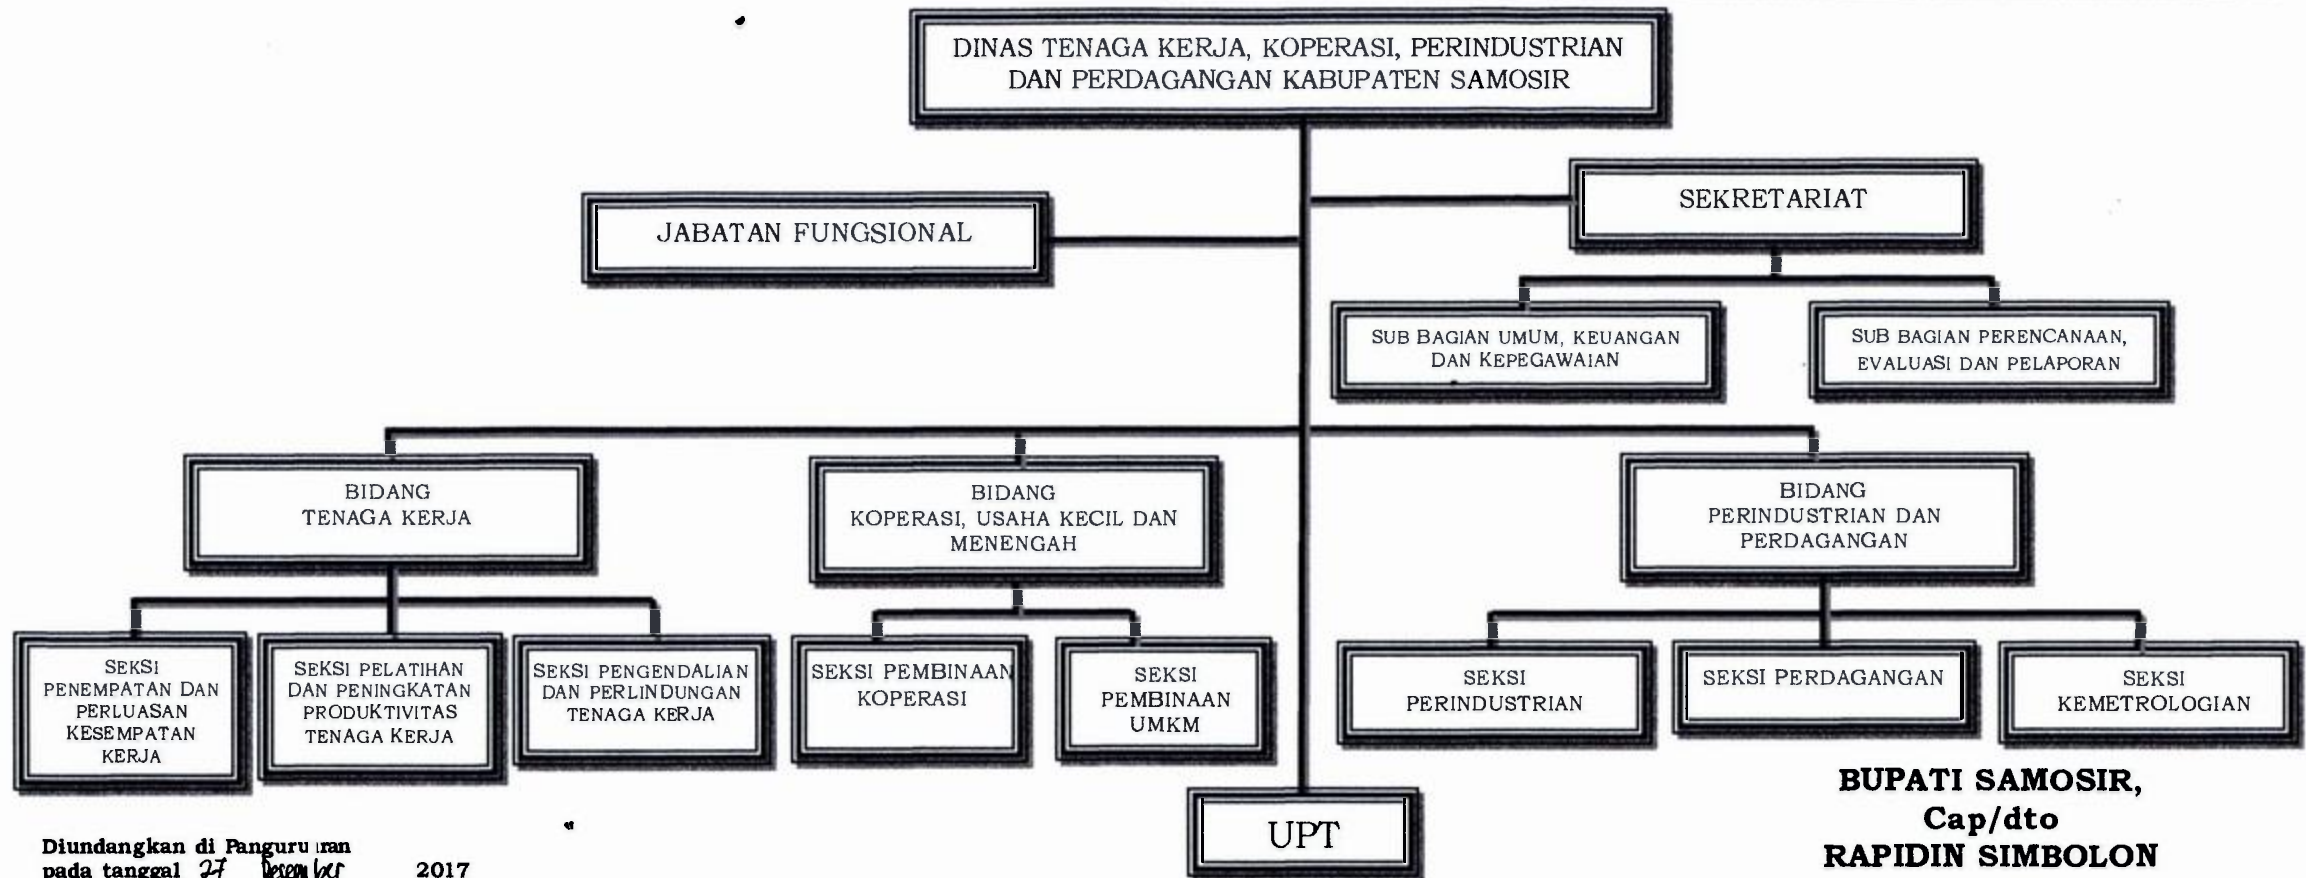 DINAS TENAGA KERJA, KOPERASI, PERINDUSTRIAN
DAN PERDAGANGAN KABUPATEN SAMOSIR
SEKRETARIAT
JABATAN FUNGSIONAL
SUB BAGIAN UMUM, KEUANGAN
DAN KEPEGAWAIAN
SUB BAGIAN PERENCANAAN,
EVALUASI DAN PELAPORAN
BIDANG
TENAGA KERJA
BIDANG
KOPERASI, USAHA KECIL DAN
MENENGAH
BIDANG
PERINDUSTRIAN DAN
PERDAGANGAN
SEKSI
PENEMPATAN DAN
PERLUASAN
KESEMPATAN
KERJA
SEKSI PELATIHAN
DAN PENINGKATAN
PRODUKTIVITAS
TENAGA KERJA
SEKSI PENGENDALIAN
DAN PERLINDUNGAN
TENAGA KERJA
SEKSI PEMBINAAN
KOPERASI
SEKSI
PEMBINAAN
UMKM
SEKSI
PERINDUSTRIAN
SEKSI PERDAGANGAN
SEKSI
KEMETROLOGIAN
UPT
BUPATI SAMOSIR,
Cap/dto
RAPIDIN SIMBOLON
Diundangkan di Pangururan
pada tanggal 27 Desember 2017